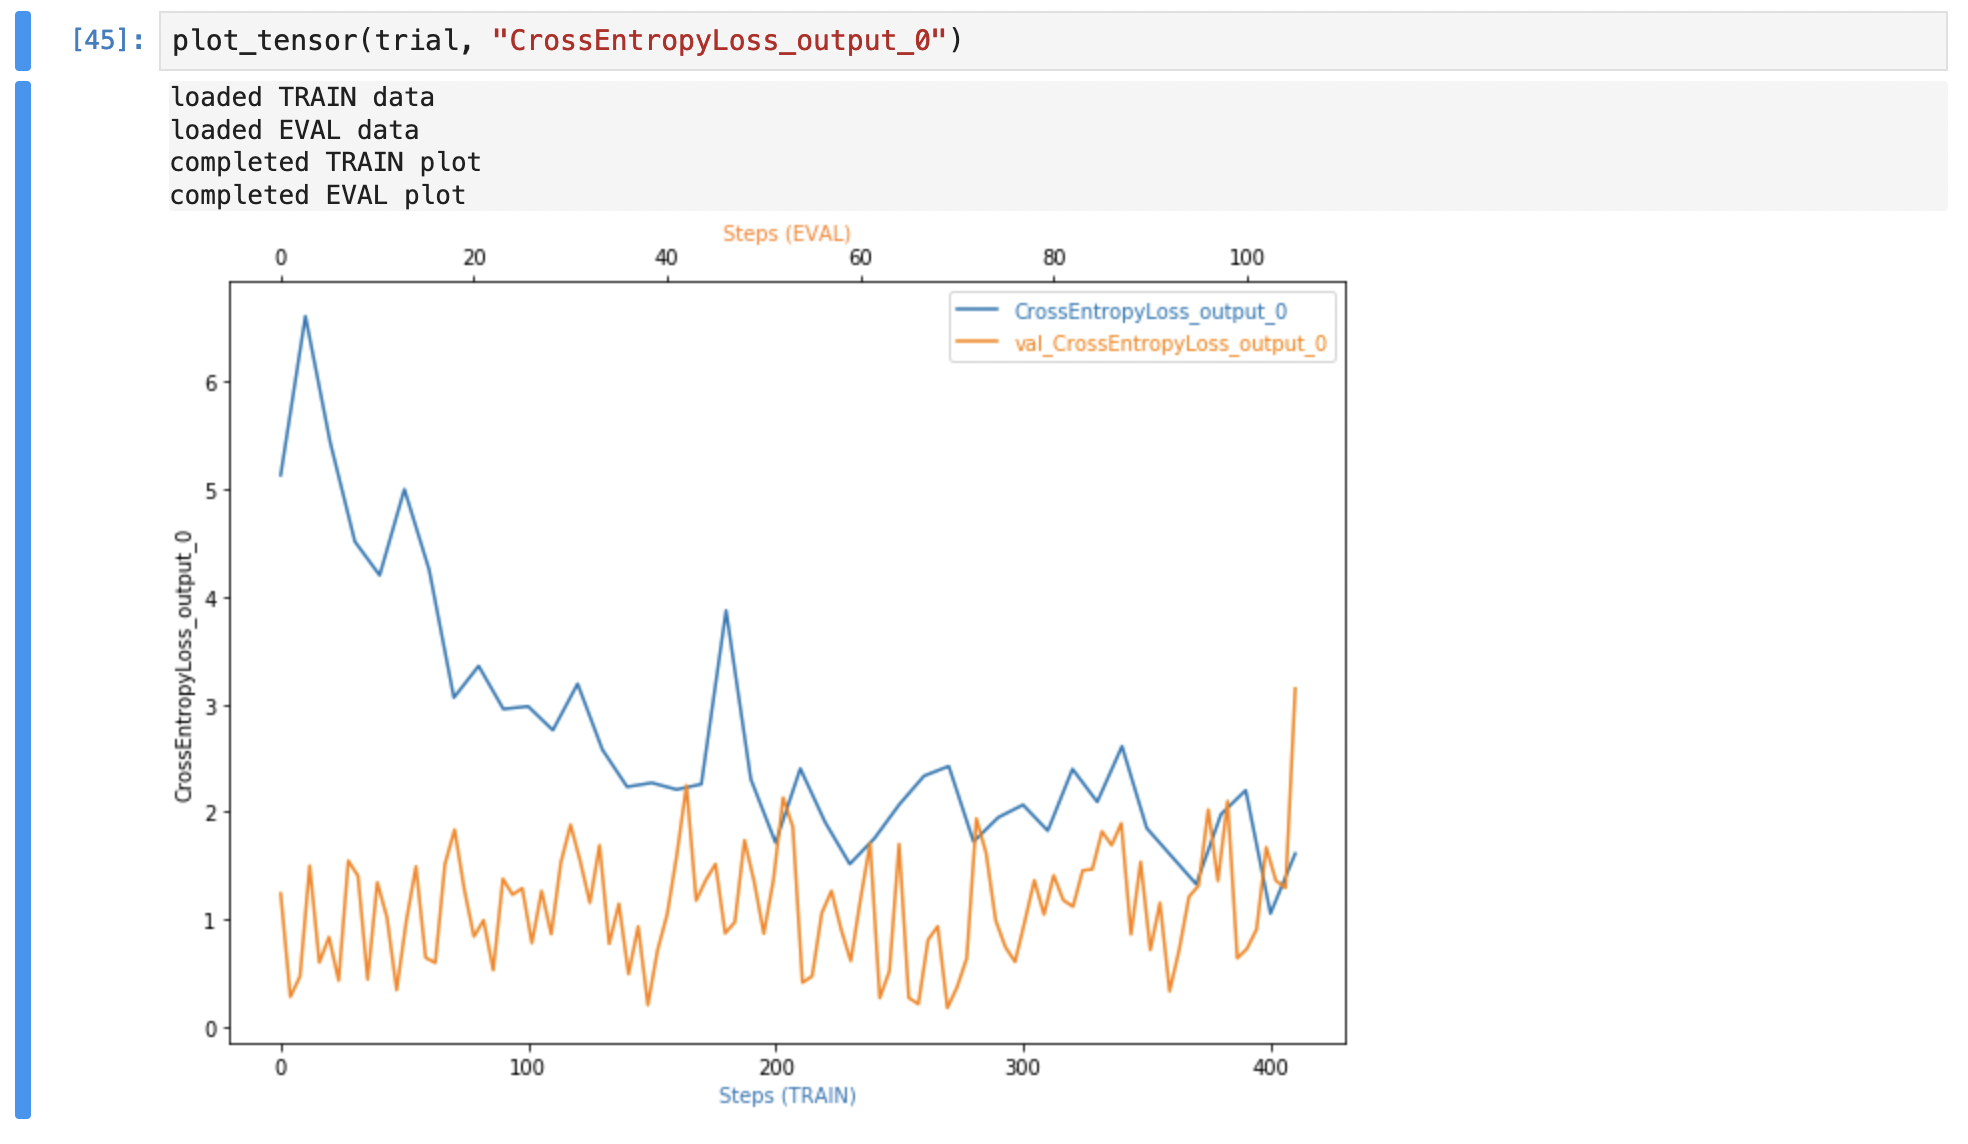 [45]: plot_tensor(trial, "CrossEntropyLoss_output_0")
loaded TRAIN data
loaded EVAL data
completed TRAIN plot
completed EVAL plot
Steps (EVAL)
0 20 40 60 80 100
CrossEntropyLoss_output_0
val_CrossEntropyLoss_output_0
6
5
4
3
2
1
0
CrossEntropyLoss_output_0
0 100 200 300 400
Steps (TRAIN)